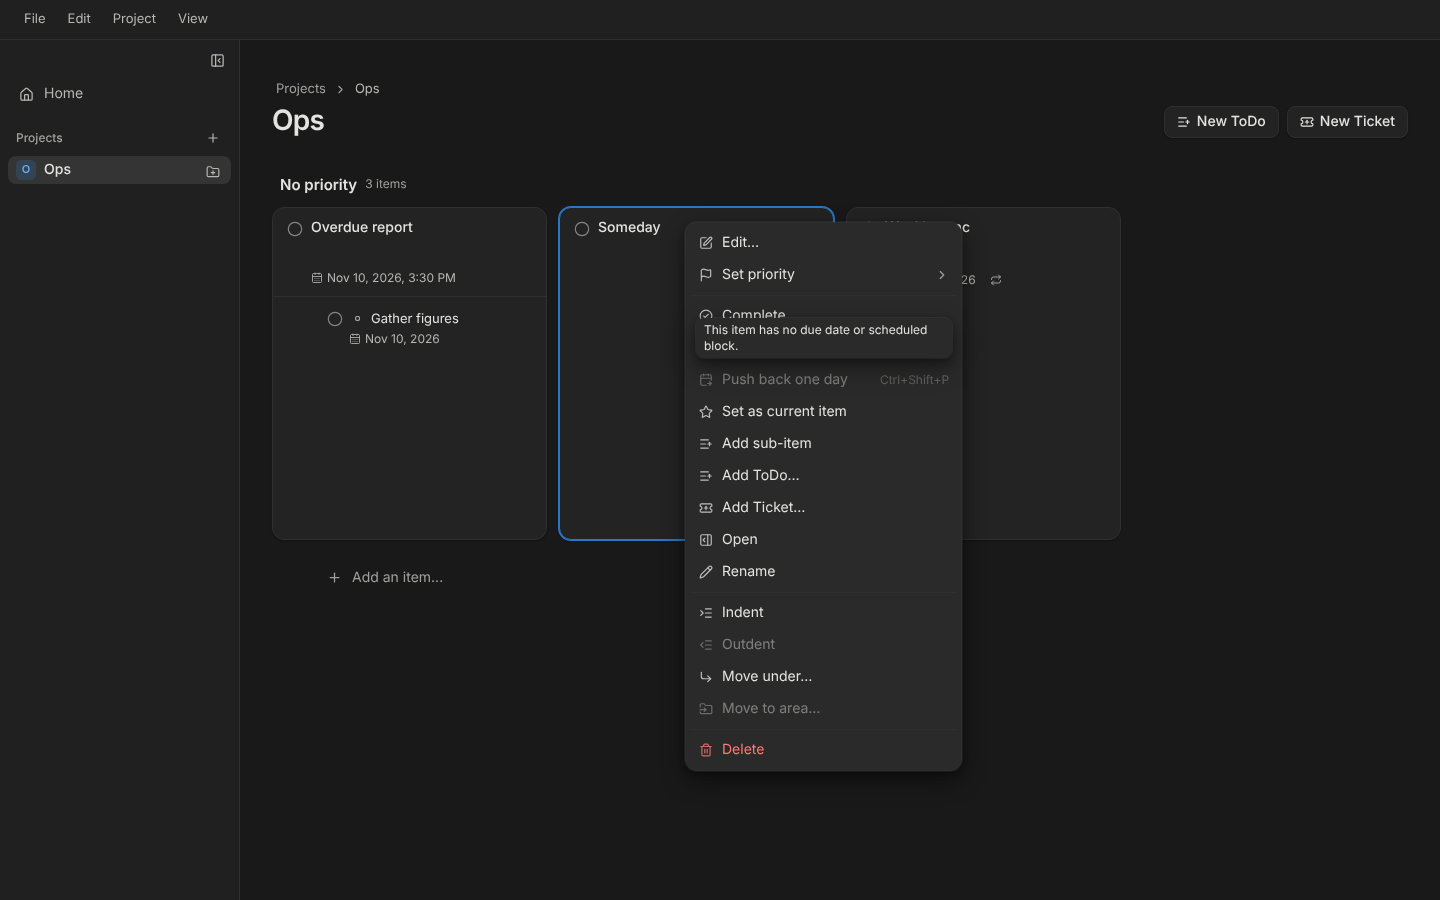 File Edit Project View
Home
Projects
O Ops
Projects > Ops
Ops
New ToDo
New Ticket
No priority 3 items
Overdue report
Nov 10, 2026, 3:30 PM
Gather figures
Nov 10, 2026
Someday
26
Add an item...
Edit...
Set priority
Complete
This item has no due date or scheduled
block.
Push back one day Ctrl+Shift+P
Set as current item
Add sub-item
Add ToDo...
Add Ticket...
Open
Rename
Indent
Outdent
Move under...
Move to area...
Delete